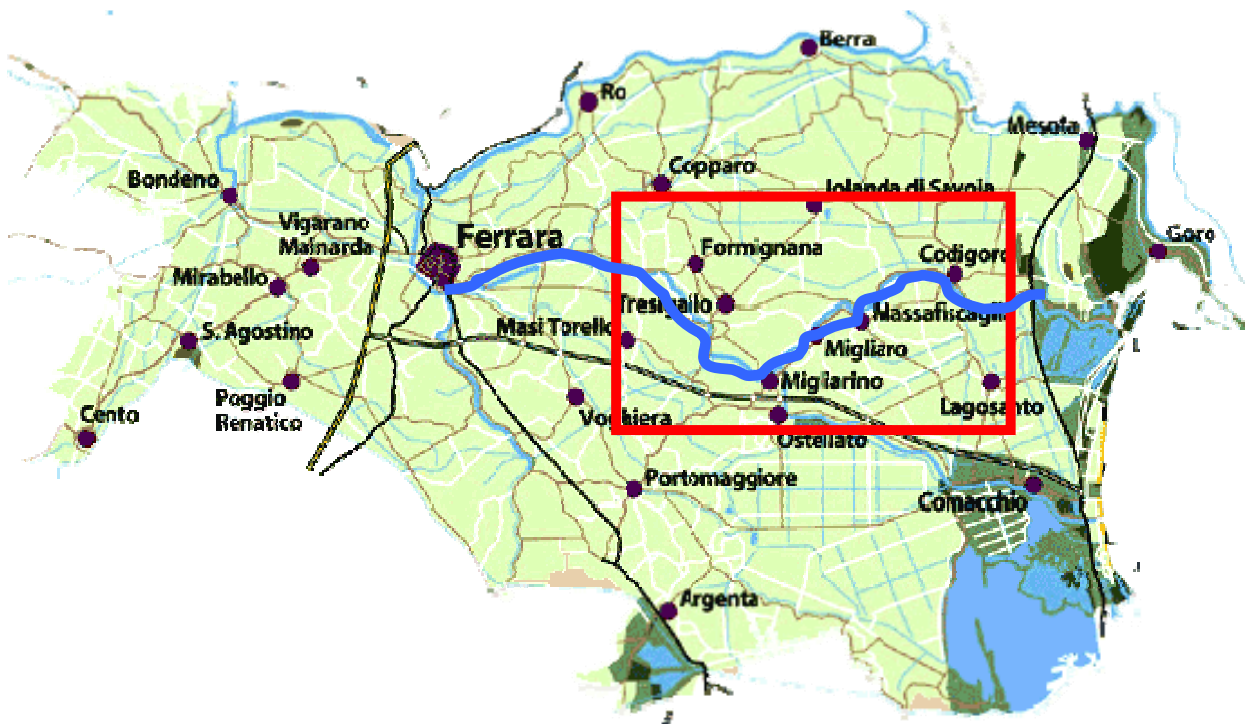 Berra
Ro
Mesola
Copparo
Bondeno
Jolanda di Savoia
Vigarano
Mainarda
Ferrara
Formignana
Goro
Codigoro
Mirabello
Tresigallo
Massafiscaglia
Masi Torello
S. Agostino
Migliaro
Migliarino
Poggio
Renatico
Lagosanto
Cento
Voghiera
Ostellato
Portomaggiore
Comacchio
Argenta